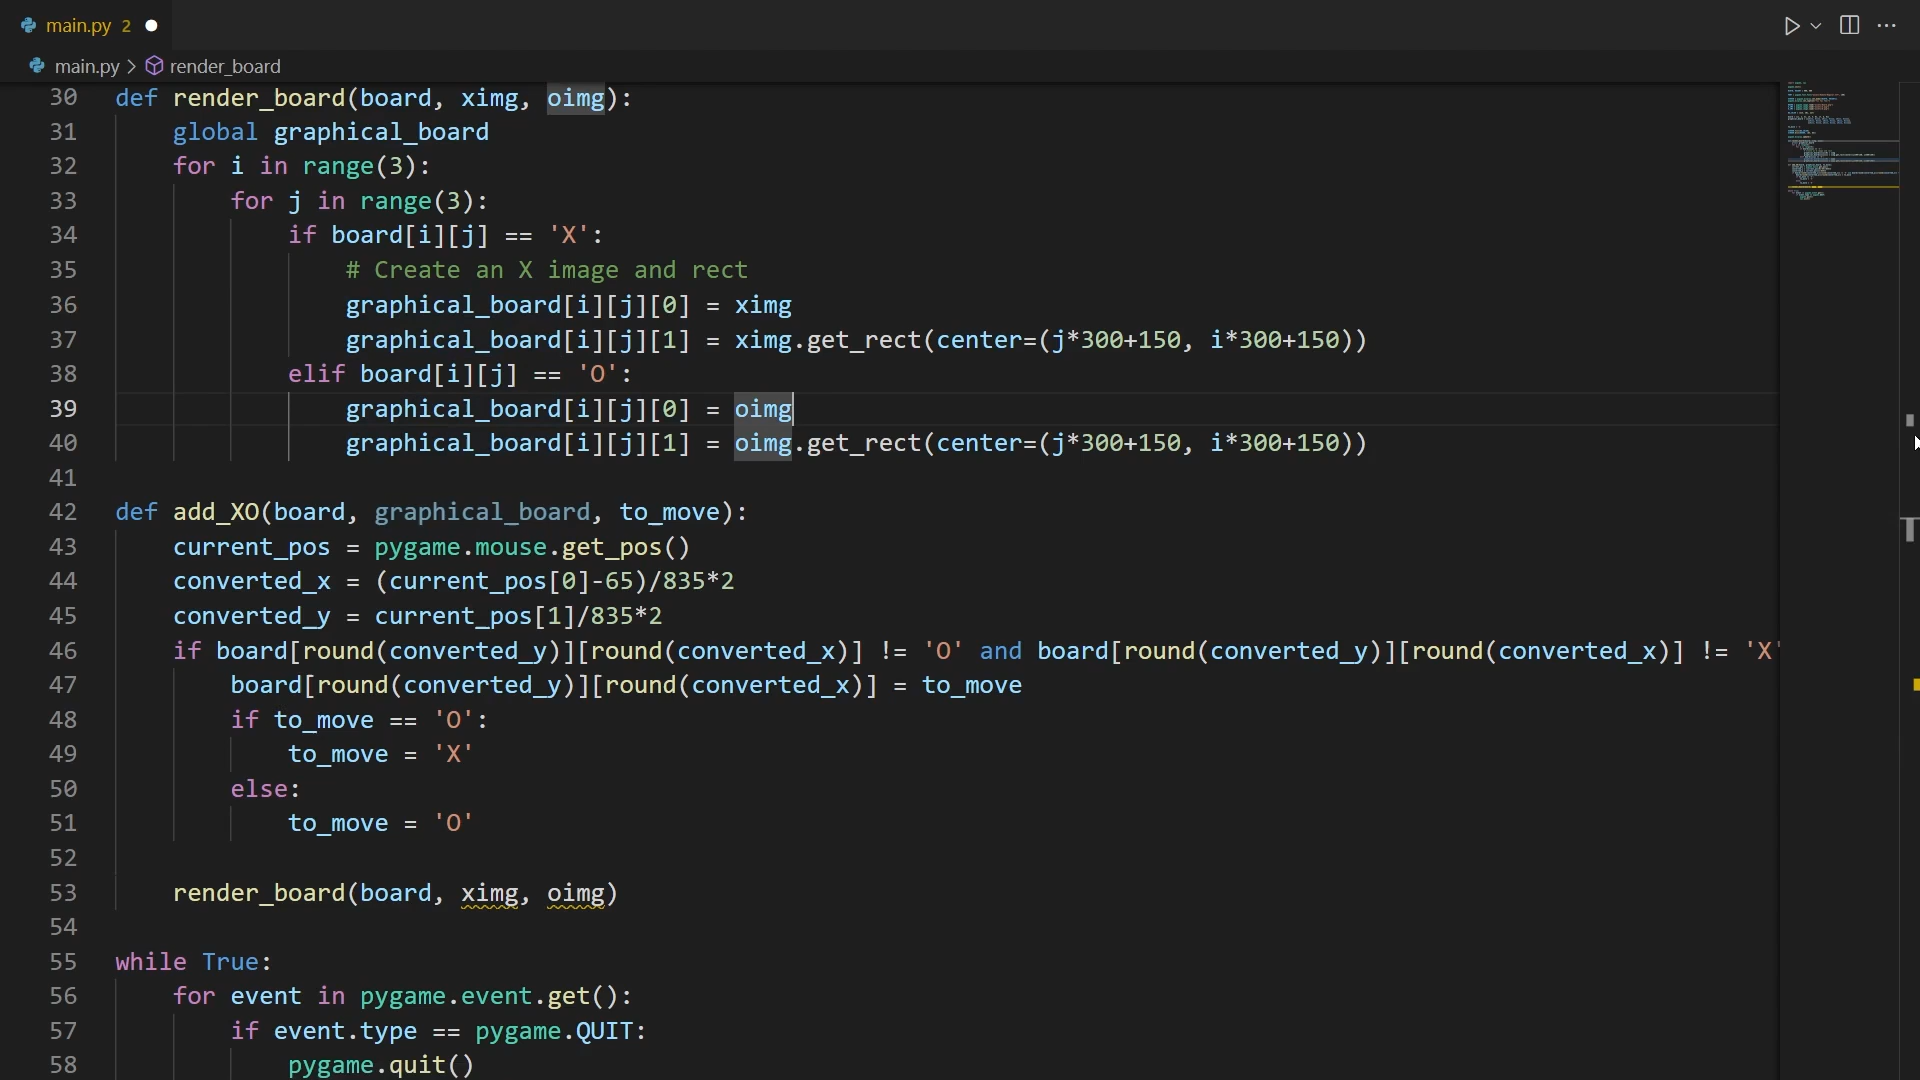 main.py 2
main.py > render_board
30 def render_board(board, ximg, oimg):
31 global graphical_board
32 for i in range(3):
33 for j in range(3):
34 if board[i][j] == 'X':
35 # Create an X image and rect
36 graphical_board[i][j][0] = ximg
37 graphical_board[i][j][1] = ximg.get_rect(center=(j*300+150, i*300+150))
38 elif board[i][j] == 'O':
39 graphical_board[i][j][0] = oimg
40 graphical_board[i][j][1] = oimg.get_rect(center=(j*300+150, i*300+150))
41
42 def add_XO(board, graphical_board, to_move):
43 current_pos = pygame.mouse.get_pos()
44 converted_x = (current_pos[0]-65)/835*2
45 converted_y = current_pos[1]/835*2
46 if board[round(converted_y)][round(converted_x)] != 'O' and board[round(converted_y)][round(converted_x)] != 'X'
47 board[round(converted_y)][round(converted_x)] = to_move
48 if to_move == 'O':
49 to_move = 'X'
50 else:
51 to_move = 'O'
52
53 render_board(board, ximg, oimg)
54
55 while True:
56 for event in pygame.event.get():
57 if event.type == pygame.QUIT:
58 pygame.quit()